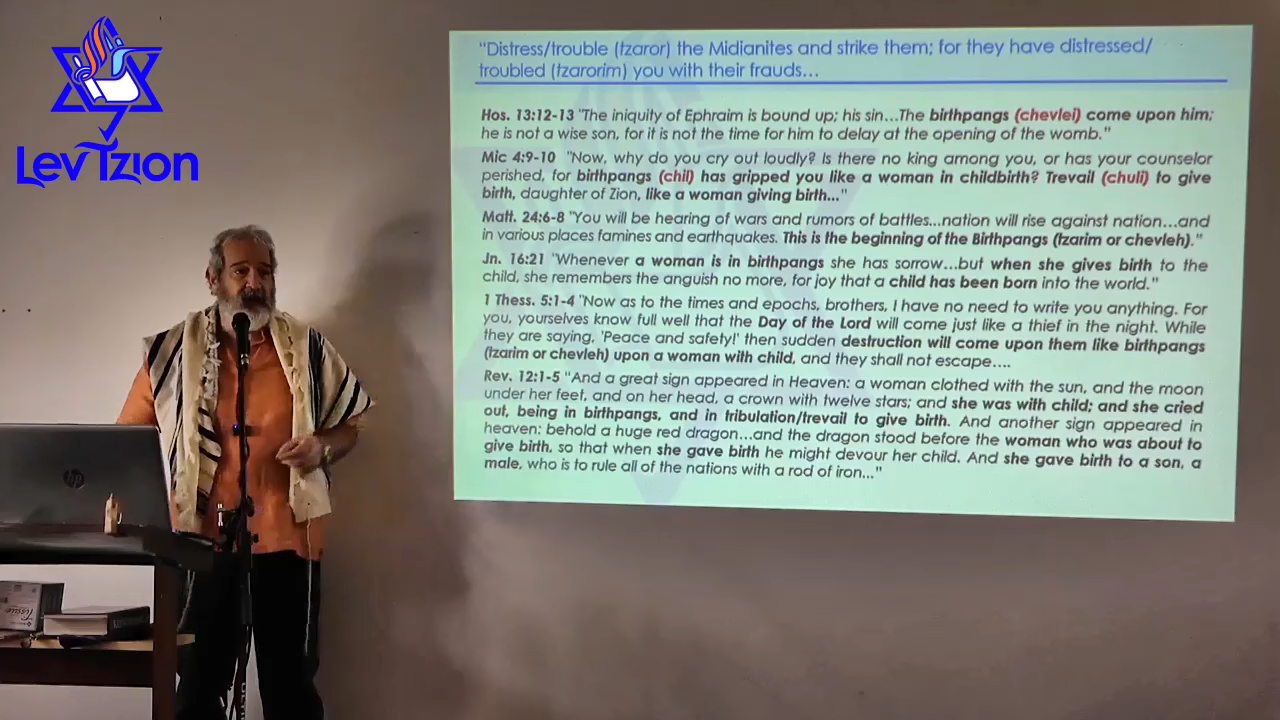 Lev Tzion
"Distress/trouble (tzaror) the Midianites and strike them; for they have distressed/
troubled (tzarorim) you with their frauds…
Hos. 13:12-13 "The iniquity of Ephraim is bound up; his sin…The birthpangs (chevlei) come upon him;
he is not a wise son, for it is not the time for him to delay at the opening of the womb."
Mic 4:9-10 "Now, why do you cry out loudly? Is there no king among you, or has your counselor
perished, for birthpangs (chil) has gripped you like a woman in childbirth? Trevail (chuli) to give
birth, daughter of Zion, like a woman giving birth…"
Matt. 24:6-8 "You will be hearing of wars and rumors of battles…nation will rise against nation…and
in various places famines and earthquakes. This is the beginning of the Birthpangs (tzarim or chevleh)."
Jn. 16:21 "Whenever a woman is in birthpangs she has sorrow…but when she gives birth to the
child, she remembers the anguish no more, for joy that a child has been born into the world."
1 Thess. 5:1-4 "Now as to the times and epochs, brothers, I have no need to write you anything. For
you, yourselves know full well that the Day of the Lord will come just like a thief in the night. While
they are saying, 'Peace and safety!' then sudden destruction will come upon them like birthpangs
(tzarim or chevleh) upon a woman with child, and they shall not escape….
Rev. 12:1-5 "And a great sign appeared in Heaven: a woman clothed with the sun, and the moon
under her feet, and on her head, a crown with twelve stars; and she was with child; and she cried
out, being in birthpangs, and in tribulation/trevail to give birth. And another sign appeared in
heaven: behold a huge red dragon…and the dragon stood before the woman who was about to
give birth, so that when she gave birth he might devour her child. And she gave birth to a son, a
male, who is to rule all of the nations with a rod of iron…"
hp
Tissue